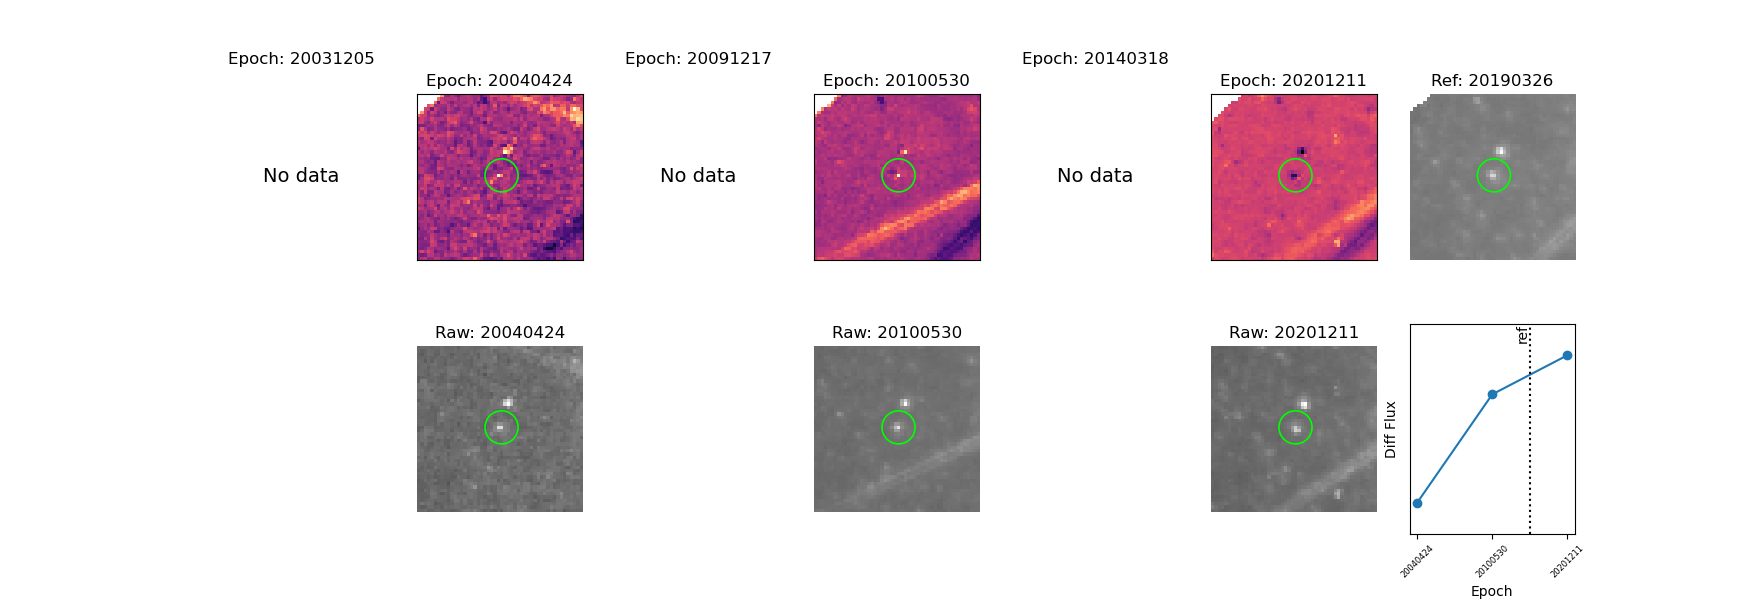 Epoch: 20031205
Epoch: 20091217
Epoch: 20140318
Epoch: 20040424
Epoch: 20100530
Epoch: 20201211
Ref: 20190326
No data
No data
No data
Raw: 20040424
Raw: 20100530
Raw: 20201211
ref
Diff Flux
20040424
20100530
20201211
Epoch